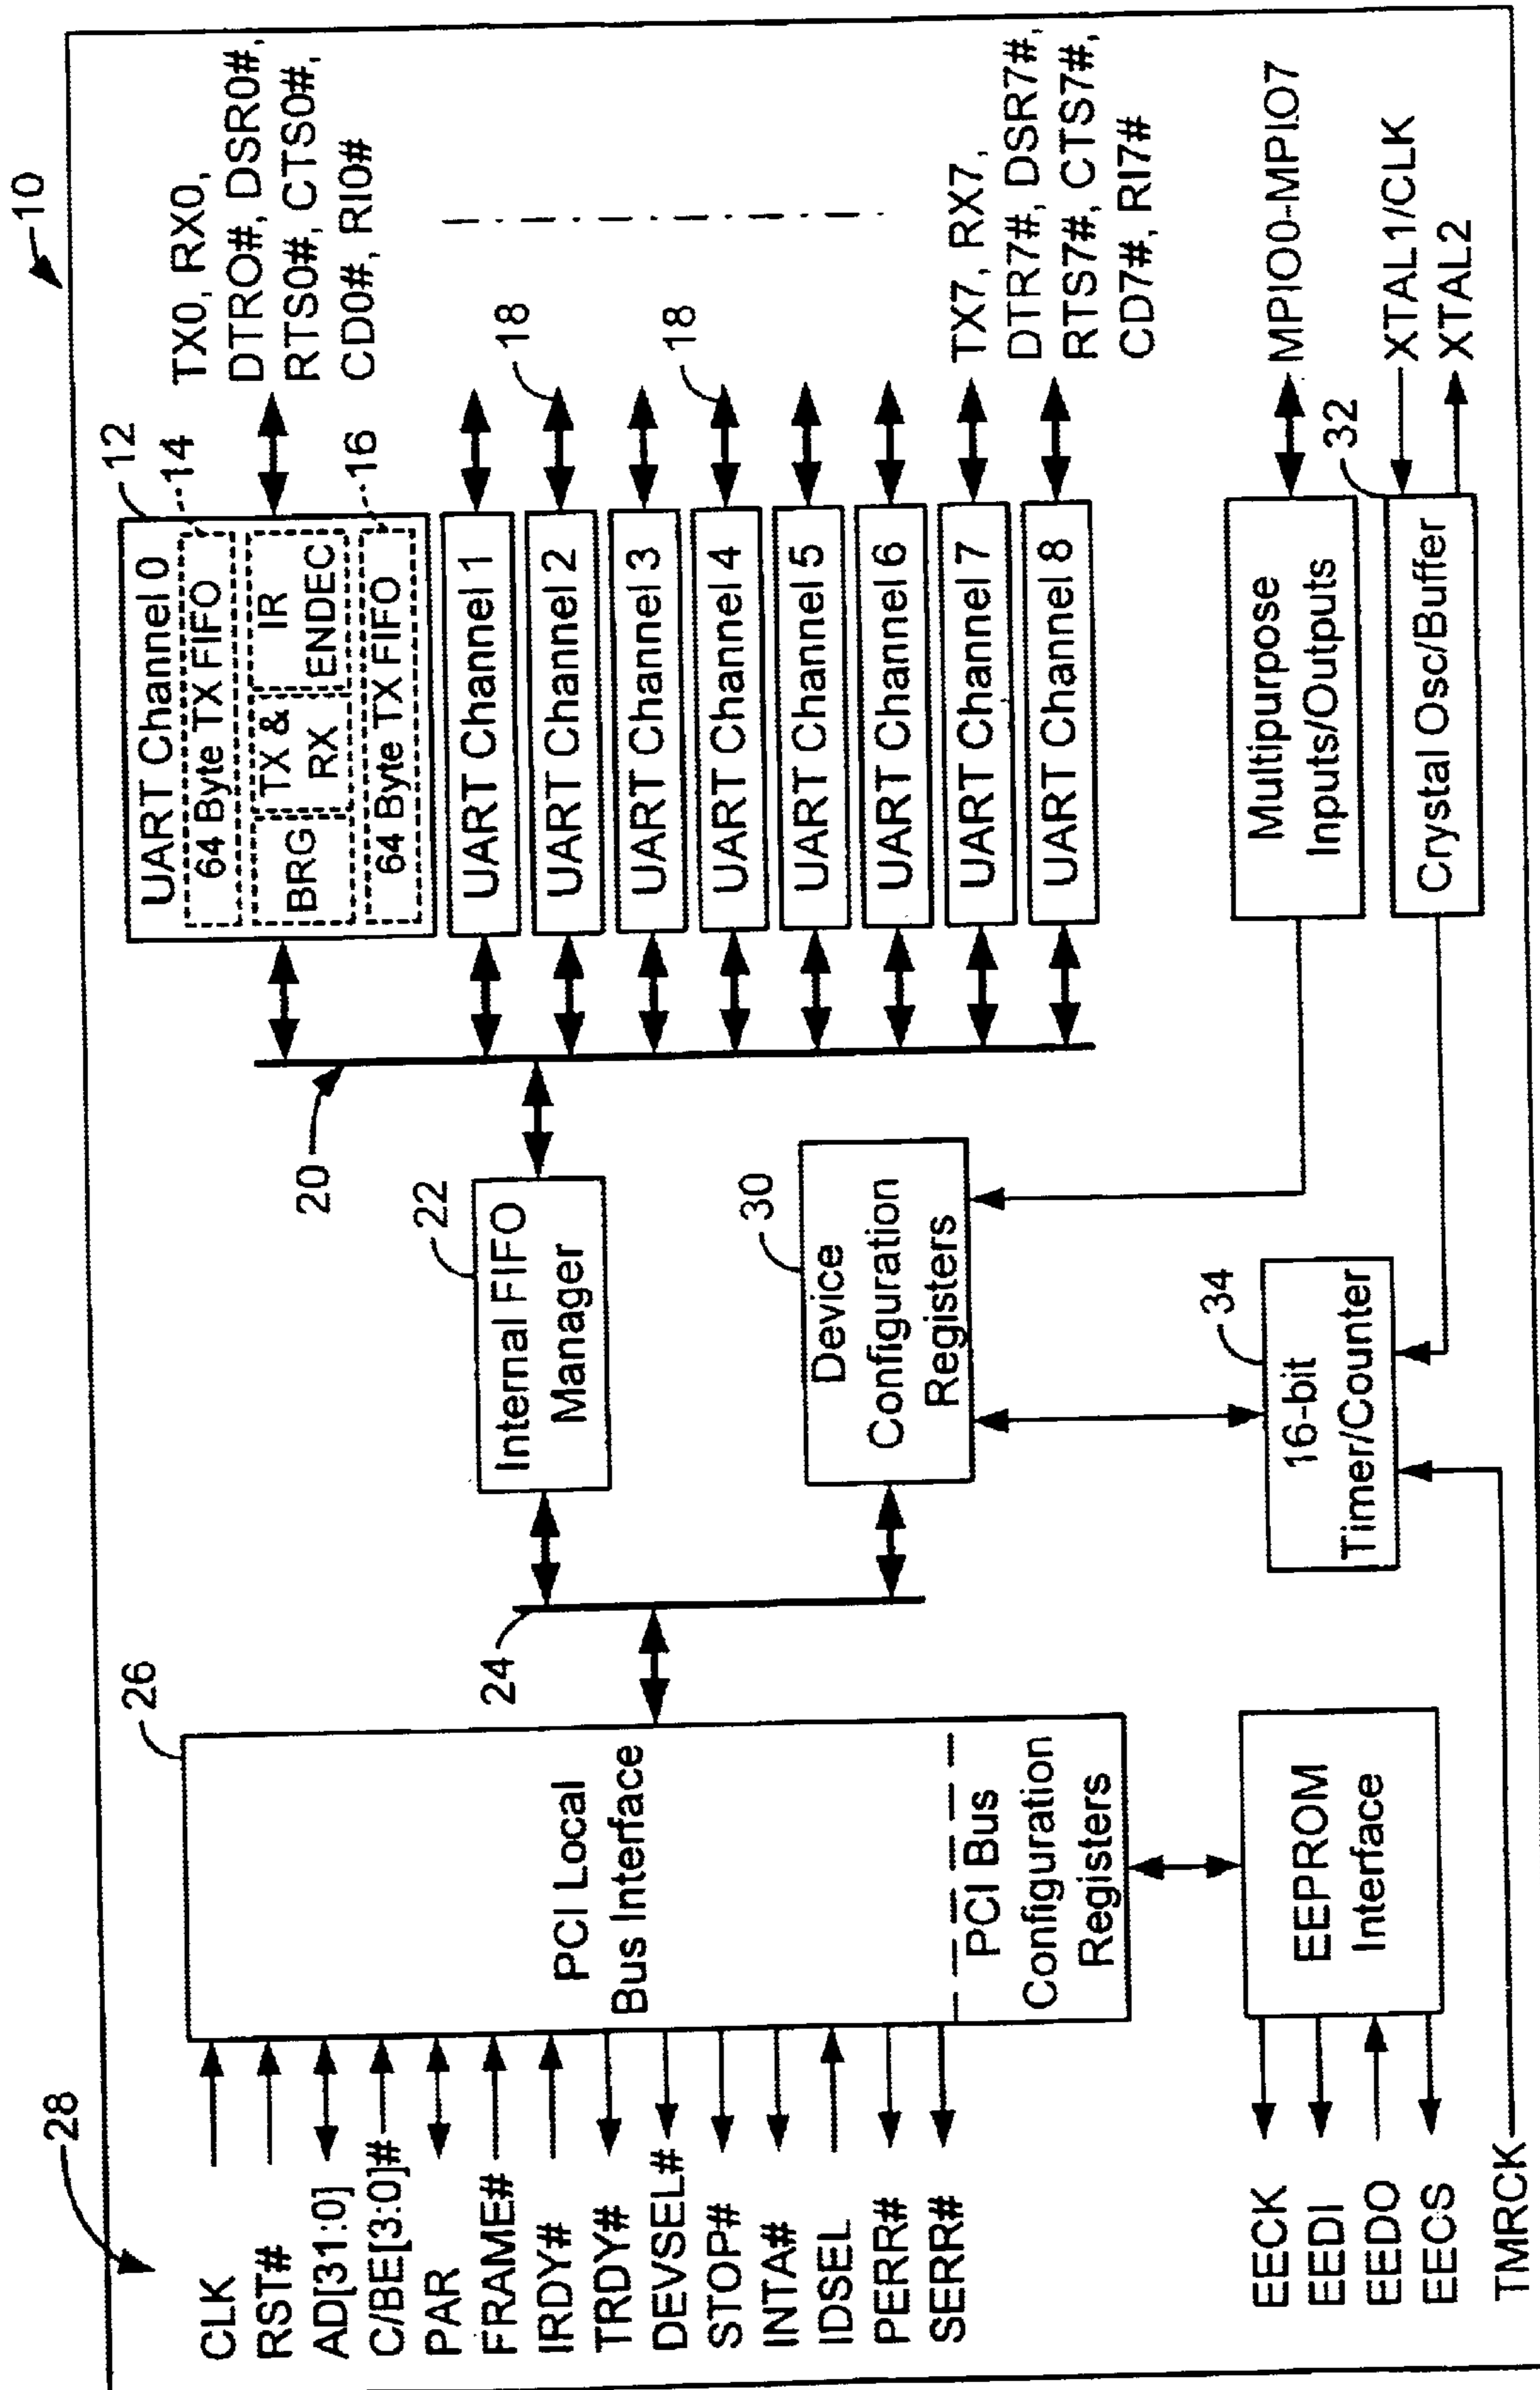 10
28
CLK
RST#
AD[31:0]
C/BE[3:0]#
PAR
FRAME#
IRDY#
TRDY#
DEVSEL#
STOP#
INTA#
IDSEL
PERR#
SERR#
EECK
EEDI
EEDO
EECS
TMRCK
26
PCI Local
Bus Interface
PCI Bus
Configuration
Registers
EEPROM
Interface
24
22
Internal FIFO
Manager
30
Device
Configuration
Registers
34
16-bit
Timer/Counter
20
12
14
16
UART Channel 0
64 Byte TX FIFO
BRG
TX &
RX
IR
ENDEC
64 Byte TX FIFO
UART Channel 1
UART Channel 2
UART Channel 3
UART Channel 4
UART Channel 5
UART Channel 6
UART Channel 7
UART Channel 8
18
18
Multipurpose
Inputs/Outputs
32
Crystal Osc/Buffer
TX0, RX0,
DTRO#, DSR0#,
RTS0#, CTS0#,
CD0#, RI0#
TX7, RX7,
DTR7#, DSR7#,
RTS7#, CTS7#,
CD7#, RI7#
MPIO0-MPIO7
XTAL1/CLK
XTAL2